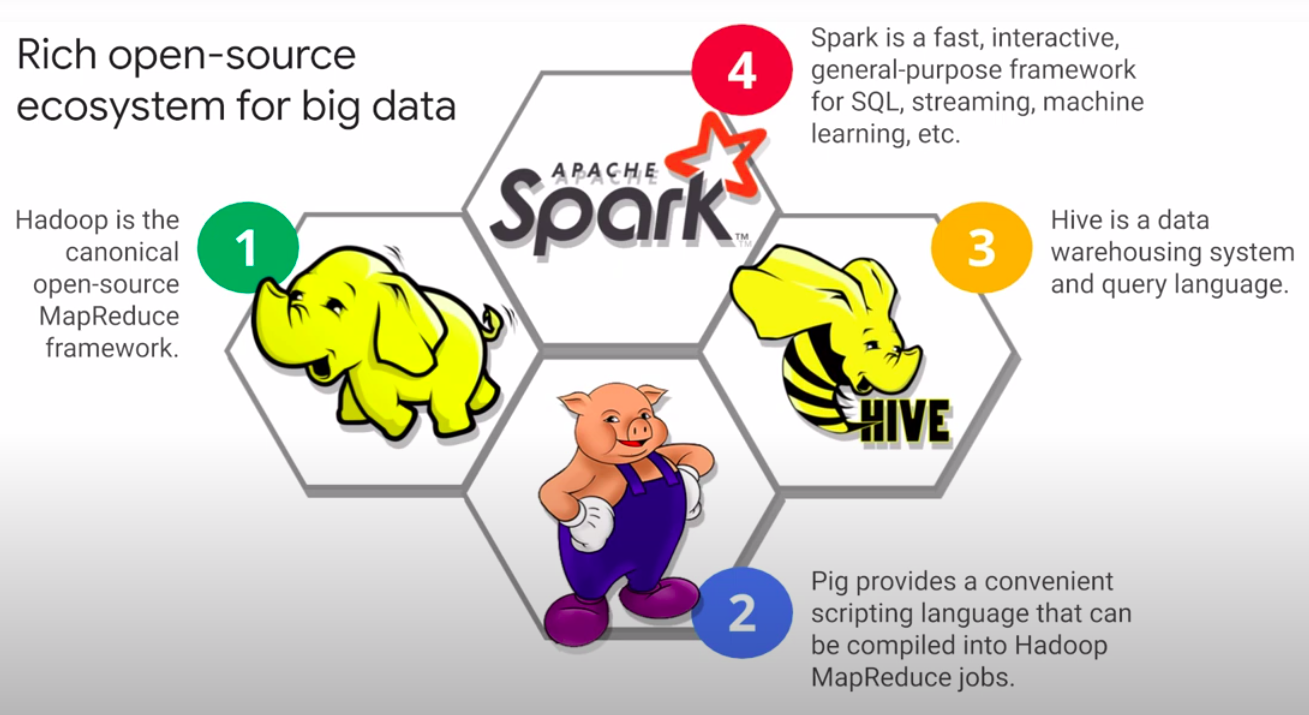 Rich open-source
ecosystem for big data
Hadoop is the
canonical
open-source
MapReduce
framework.
1
APACHE
Spark
TM
4
Spark is a fast, interactive,
general-purpose framework
for SQL, streaming, machine
learning, etc.
3
Hive is a data
warehousing system
and query language.
HIVE
2
Pig provides a convenient
scripting language that can
be compiled into Hadoop
MapReduce jobs.